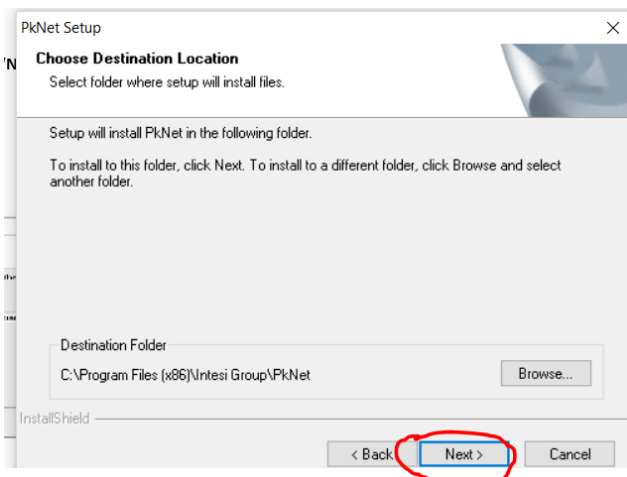 PkNet Setup
Choose Destination Location
Select folder where setup will install files.
Setup will install PkNet in the following folder.
To install to this folder, click Next. To install to a different folder, click Browse and select
another folder.
Destination Folder
C:\Program Files (x86)\Intesi Group\PkNet
Browse...
InstallShield
< Back
Next >
Cancel